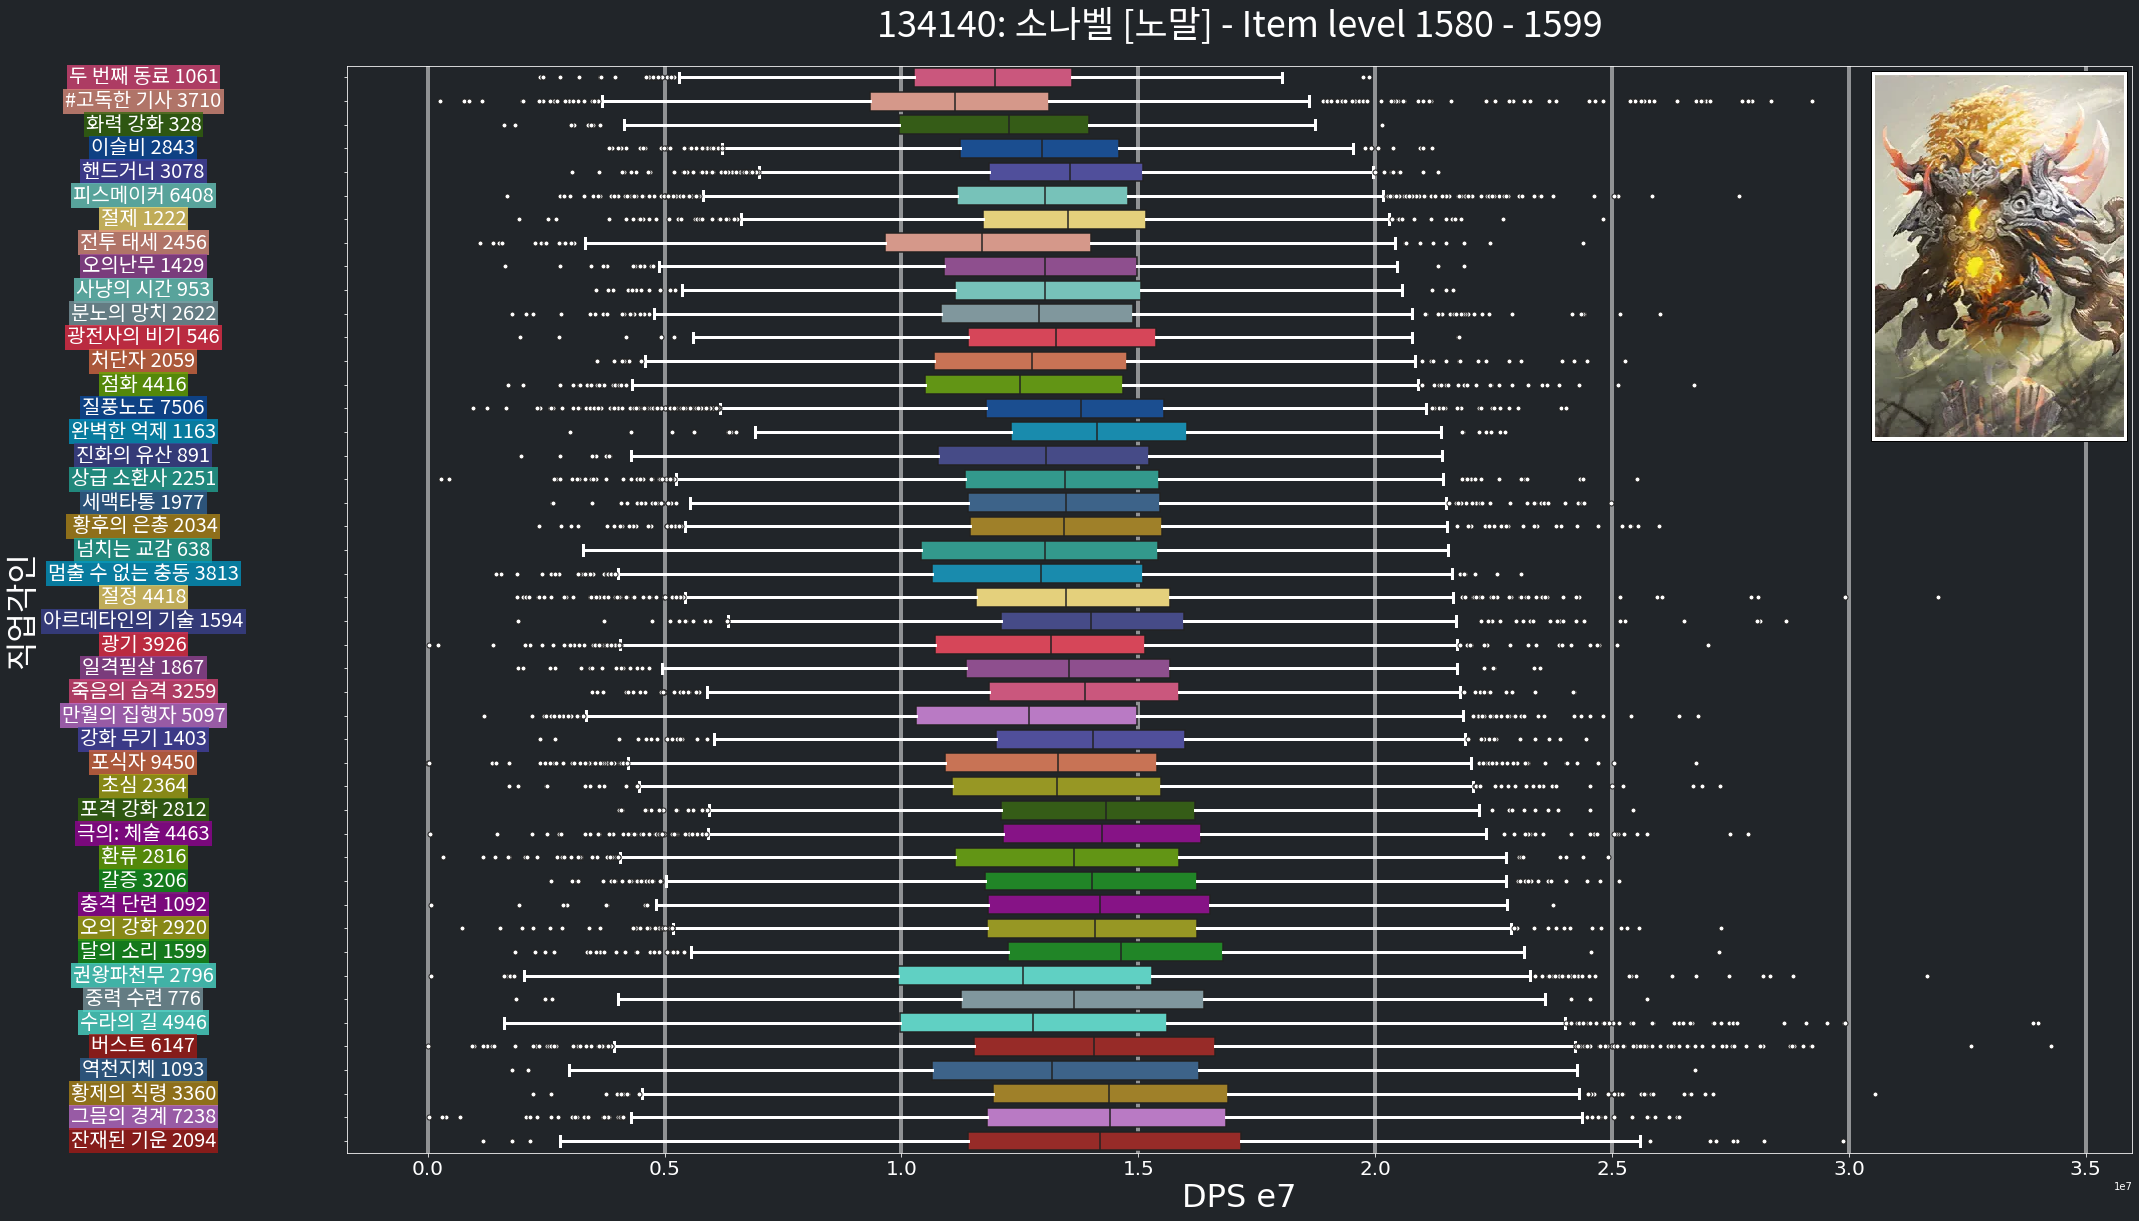 134140: 소나벨 [노말] - Item level 1580 - 1599
두 번째 동료 1061
#고독한 기사 3710
화력 강화 328
이슬비 2843
핸드거너 3078
피스메이커 6408
절제 1222
전투 태세 2456
오의난무 1429
사냥의 시간 953
분노의 망치 2622
광전사의 비기 546
처단자 2059
점화 4416
질풍노도 7506
완벽한 억제 1163
진화의 유산 891
상급 소환사 2251
세맥타통 1977
황후의 은총 2034
넘치는 교감 638
멈출 수 없는 충동 3813
절정 4418
아르데타인의 기술 1594
광기 3926
일격필살 1867
죽음의 습격 3259
만월의 집행자 5097
강화 무기 1403
포식자 9450
초심 2364
포격 강화 2812
극의: 체술 4463
환류 2816
갈증 3206
충격 단련 1092
오의 강화 2920
달의 소리 1599
권왕파천무 2796
중력 수련 776
수라의 길 4946
버스트 6147
역천지체 1093
황제의 칙령 3360
그믐의 경계 7238
잔재된 기운 2094
직업각인
0.0 0.5 1.0 1.5 2.0 2.5 3.0 3.5
DPS e7
1e7